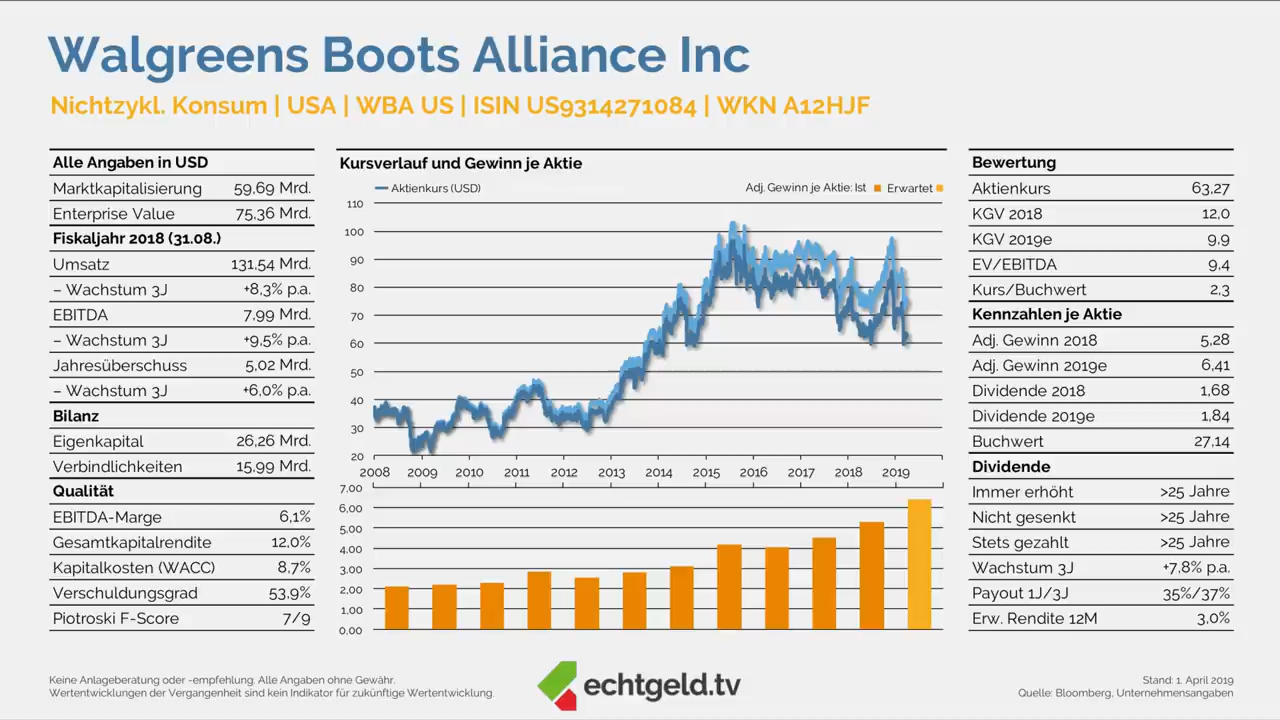 Walgreens Boots Alliance Inc
Nichtzykl. Konsum | USA | WBA US | ISIN US9314271084 | WKN A12HJF
Alle Angaben in USD
Marktkapitalisierung 59,69 Mrd.
Enterprise Value 75,36 Mrd.
Fiskaljahr 2018 (31.08.)
Umsatz 131,54 Mrd.
– Wachstum 3J +8,3% p.a.
EBITDA 7,99 Mrd.
– Wachstum 3J +9,5% p.a.
Jahresüberschuss 5,02 Mrd.
– Wachstum 3J +6,0% p.a.
Bilanz
Eigenkapital 26,26 Mrd.
Verbindlichkeiten 15,99 Mrd.
Qualität
EBITDA-Marge 6,1%
Gesamtkapitalrendite 12,0%
Kapitalkosten (WACC) 8,7%
Verschuldungsgrad 53,9%
Piotroski F-Score 7/9
Kursverlauf und Gewinn je Aktie
Aktienkurs (USD) Adj. Gewinn je Aktie: Ist Erwartet
110
100
90
80
70
60
50
40
30
20
2008 2009 2010 2011 2012 2013 2014 2015 2016 2017 2018 2019
7,00
6,00
5,00
4,00
3,00
2,00
1,00
0,00
Bewertung
Aktienkurs 63,27
KGV 2018 12,0
KGV 2019e 9,9
EV/EBITDA 9,4
Kurs/Buchwert 2,3
Kennzahlen je Aktie
Adj. Gewinn 2018 5,28
Adj. Gewinn 2019e 6,41
Dividende 2018 1,68
Dividende 2019e 1,84
Buchwert 27,14
Dividende
Immer erhöht >25 Jahre
Nicht gesenkt >25 Jahre
Stets gezahlt >25 Jahre
Wachstum 3J +7,8% p.a.
Payout 1J/3J 35%/37%
Erw. Rendite 12M 3,0%
Keine Anlageberatung oder -empfehlung. Alle Angaben ohne Gewähr.
Wertentwicklungen der Vergangenheit sind kein Indikator für zukünftige Wertentwicklung.
echtgeld.tv
Stand: 1. April 2019
Quelle: Bloomberg, Unternehmensangaben